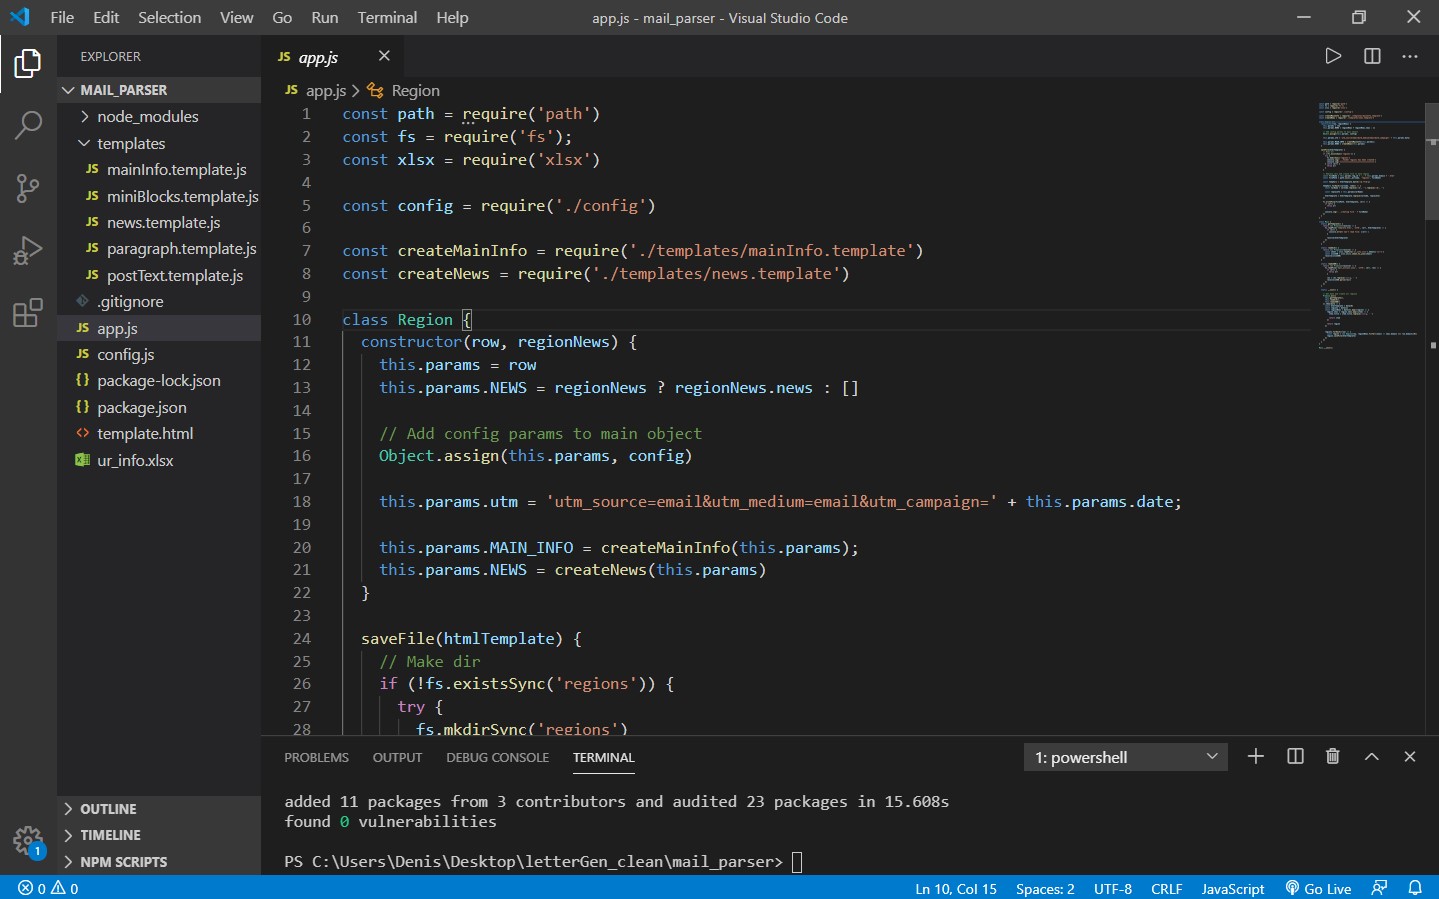 File Edit Selection View Go Run Terminal Help
app.js - mail_parser - Visual Studio Code
EXPLORER
MAIL_PARSER
node_modules
templates
JS mainInfo.template.js
JS miniBlocks.template.js
JS news.template.js
JS paragraph.template.js
JS postText.template.js
.gitignore
JS app.js
JS config.js
{} package-lock.json
{} package.json
<> template.html
ur_info.xlsx
OUTLINE
TIMELINE
NPM SCRIPTS
1
JS app.js
JS app.js > Region
1 const path = require('path')
2 const fs = require('fs');
3 const xlsx = require('xlsx')
4
5 const config = require('./config')
6
7 const createMainInfo = require('./templates/mainInfo.template')
8 const createNews = require('./templates/news.template')
9
10 class Region {
11 constructor(row, regionNews) {
12 this.params = row
13 this.params.NEWS = regionNews ? regionNews.news : []
14
15 // Add config params to main object
16 Object.assign(this.params, config)
17
18 this.params.utm = 'utm_source=email&utm_medium=email&utm_campaign=' + this.params.date;
19
20 this.params.MAIN_INFO = createMainInfo(this.params);
21 this.params.NEWS = createNews(this.params)
22 }
23
24 saveFile(htmlTemplate) {
25 // Make dir
26 if (!fs.existsSync('regions')) {
27 try {
28 fs.mkdirSync('regions')
PROBLEMS OUTPUT DEBUG CONSOLE TERMINAL
1: powershell
added 11 packages from 3 contributors and audited 23 packages in 15.608s
found 0 vulnerabilities
PS C:\Users\Denis\Desktop\letterGen_clean\mail_parser>
0 0
Ln 10, Col 15 Spaces: 2 UTF-8 CRLF JavaScript Go Live